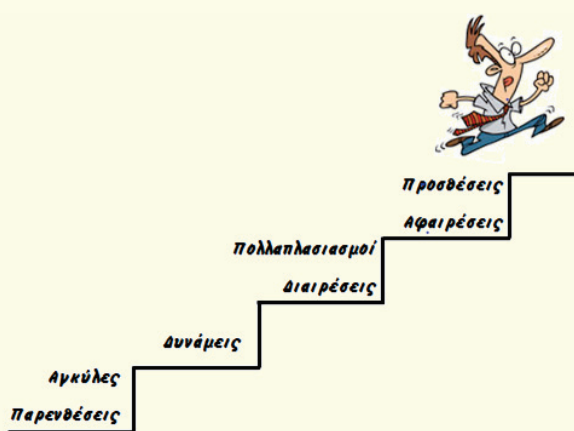 Προσθέσεις
Αφαιρέσεις
Πολλαπλασιασμοί
Διαιρέσεις
Δυνάμεις
Αγκύλες
Παρενθέσεις